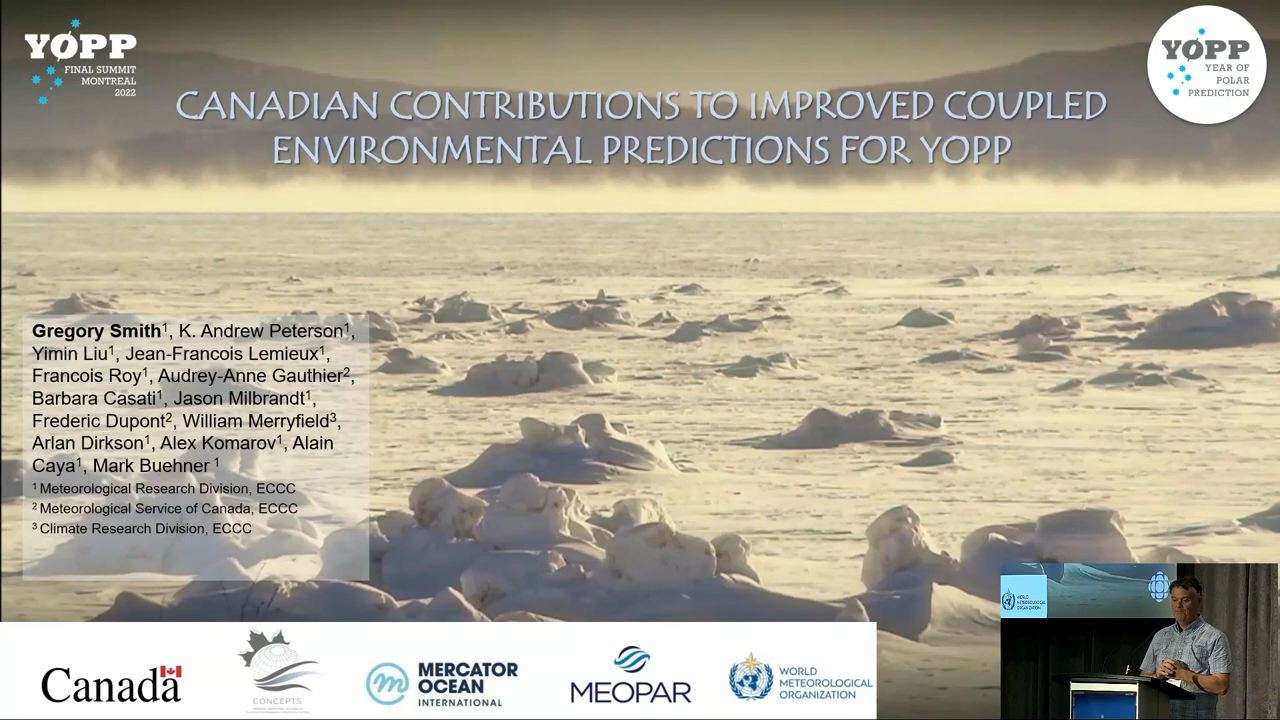 YOPP
FINAL SUMMIT
MONTREAL
2022
YOPP
YEAR OF
POLAR
PREDICTION
CANADIAN CONTRIBUTIONS TO IMPROVED COUPLED
ENVIRONMENTAL PREDICTIONS FOR YOPP
Gregory Smith¹, K. Andrew Peterson¹,
Yimin Liu¹, Jean-Francois Lemieux¹,
Francois Roy¹, Audrey-Anne Gauthier²,
Barbara Casati¹, Jason Milbrandt¹,
Frederic Dupont², William Merryfield³,
Arlan Dirkson¹, Alex Komarov¹, Alain
Caya¹, Mark Buehner ¹
¹ Meteorological Research Division, ECCC
² Meteorological Service of Canada, ECCC
³ Climate Research Division, ECCC
Canada
CONCEPTS
MERCATOR
OCEAN
INTERNATIONAL
MEOPAR
WORLD
METEOROLOGICAL
ORGANIZATION
WORLD
METEOROLOGICAL
ORGANIZATION